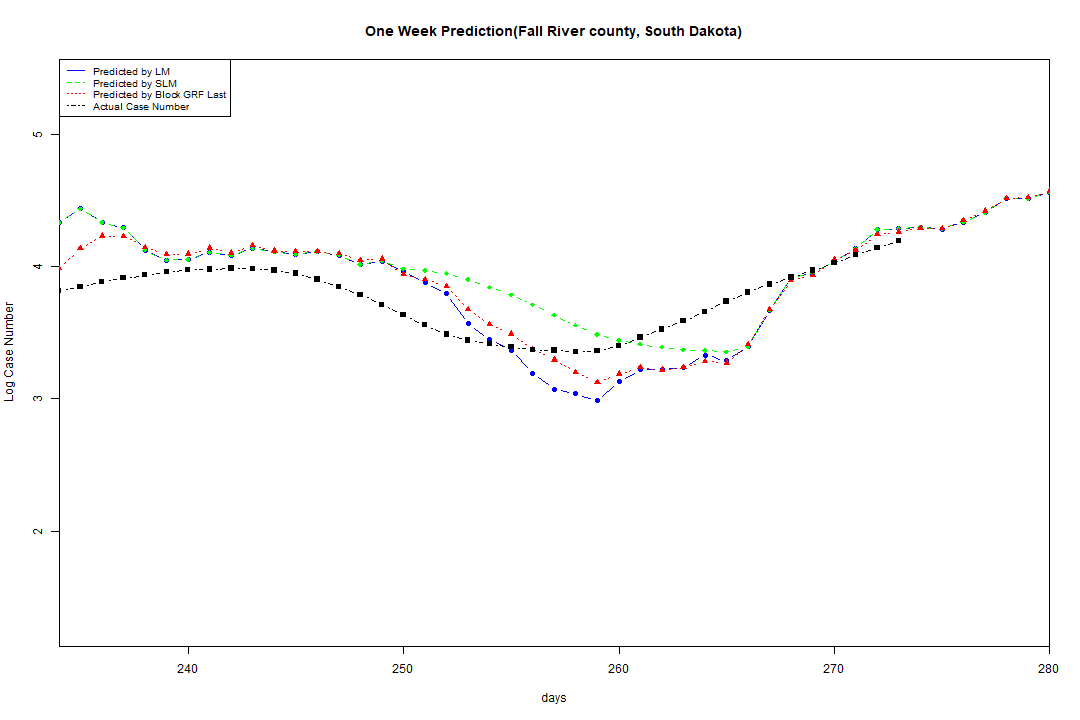 One Week Prediction(Fall River county, South Dakota)
Predicted by LM
Predicted by SLM
Predicted by Block GRF Last
Actual Case Number
5
4
3
2
Log Case Number
240 250 260 270 280
days